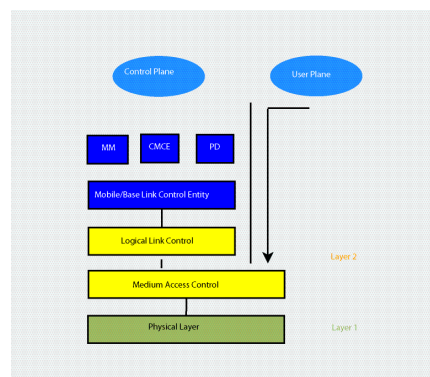 Control Plane
User Plane
MM
CMCE
PD
Mobile/Base Link Control Entity
Logical Link Control
Layer 2
Medium Access Control
Physical Layer
Layer 1